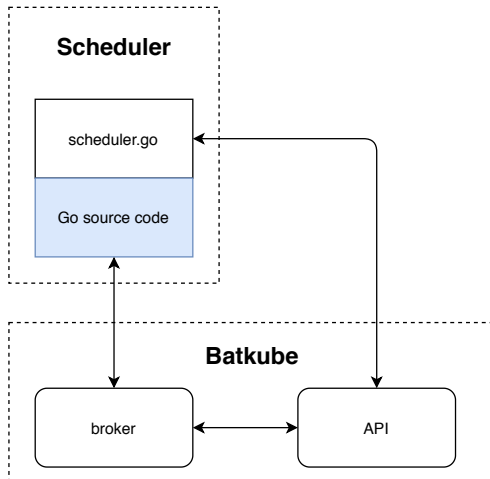 Scheduler
scheduler.go
Go source code
Batkube
broker
API